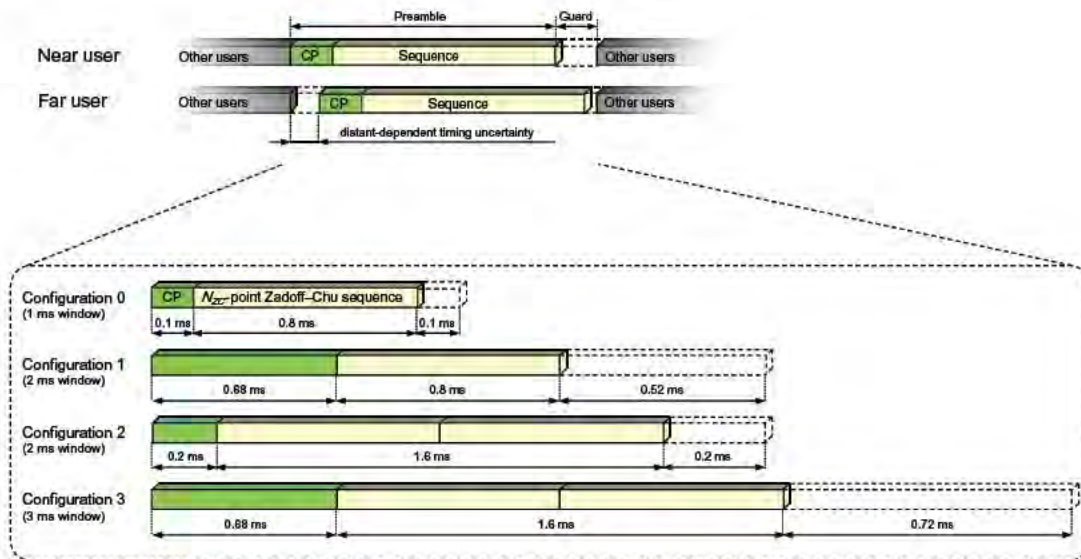 Preamble Guard
Near user Other users CP Sequence Other users
Far user Other users CP Sequence Other users
distant-dependent timing uncertainty
Configuration 0 CP N_ZC-point Zadoff–Chu sequence
(1 ms window)
0.1 ms 0.8 ms 0.1 ms
Configuration 1
(2 ms window)
0.68 ms 0.8 ms 0.52 ms
Configuration 2
(2 ms window)
0.2 ms 1.6 ms 0.2 ms
Configuration 3
(3 ms window)
0.68 ms 1.6 ms 0.72 ms